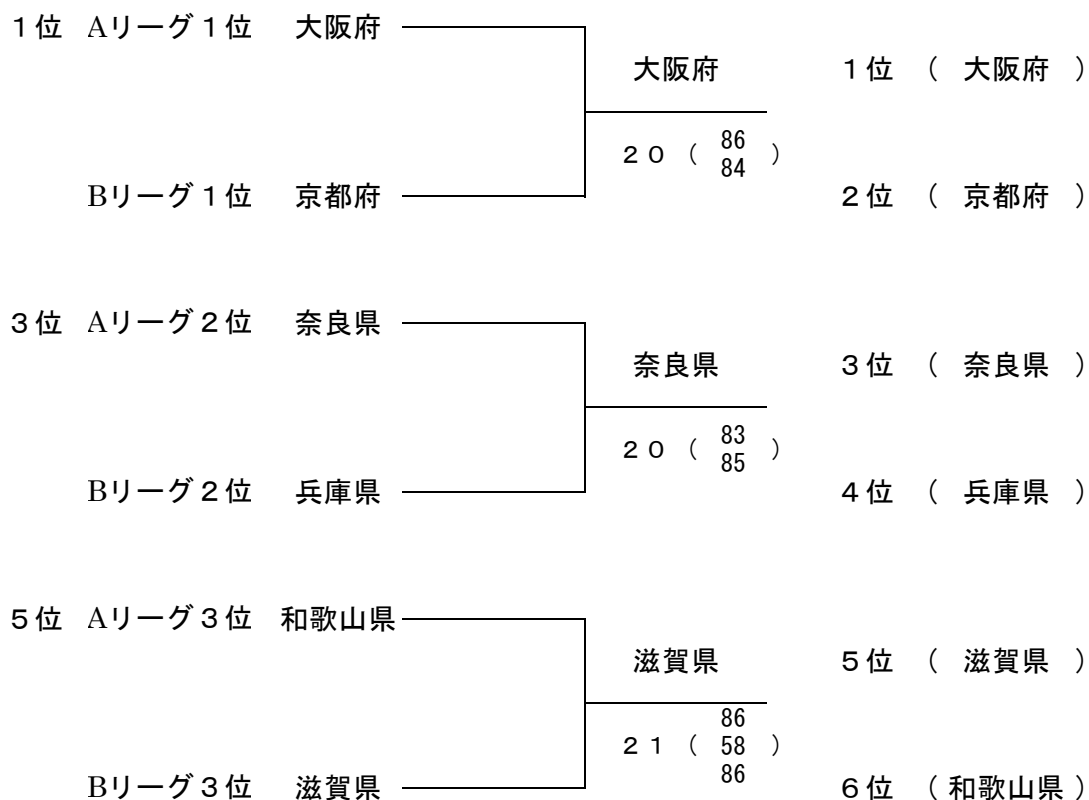 １位 Aリーグ１位 大阪府
大阪府 １位 （ 大阪府 ）
２０ （ 86 84 ）
Bリーグ１位 京都府 ２位 （ 京都府 ）
３位 Aリーグ２位 奈良県
奈良県 ３位 （ 奈良県 ）
２０ （ 83 85 ）
Bリーグ２位 兵庫県 ４位 （ 兵庫県 ）
５位 Aリーグ３位 和歌山県
滋賀県 ５位 （ 滋賀県 ）
２１ （ 86 58 86 ）
Bリーグ３位 滋賀県 ６位 （ 和歌山県 ）